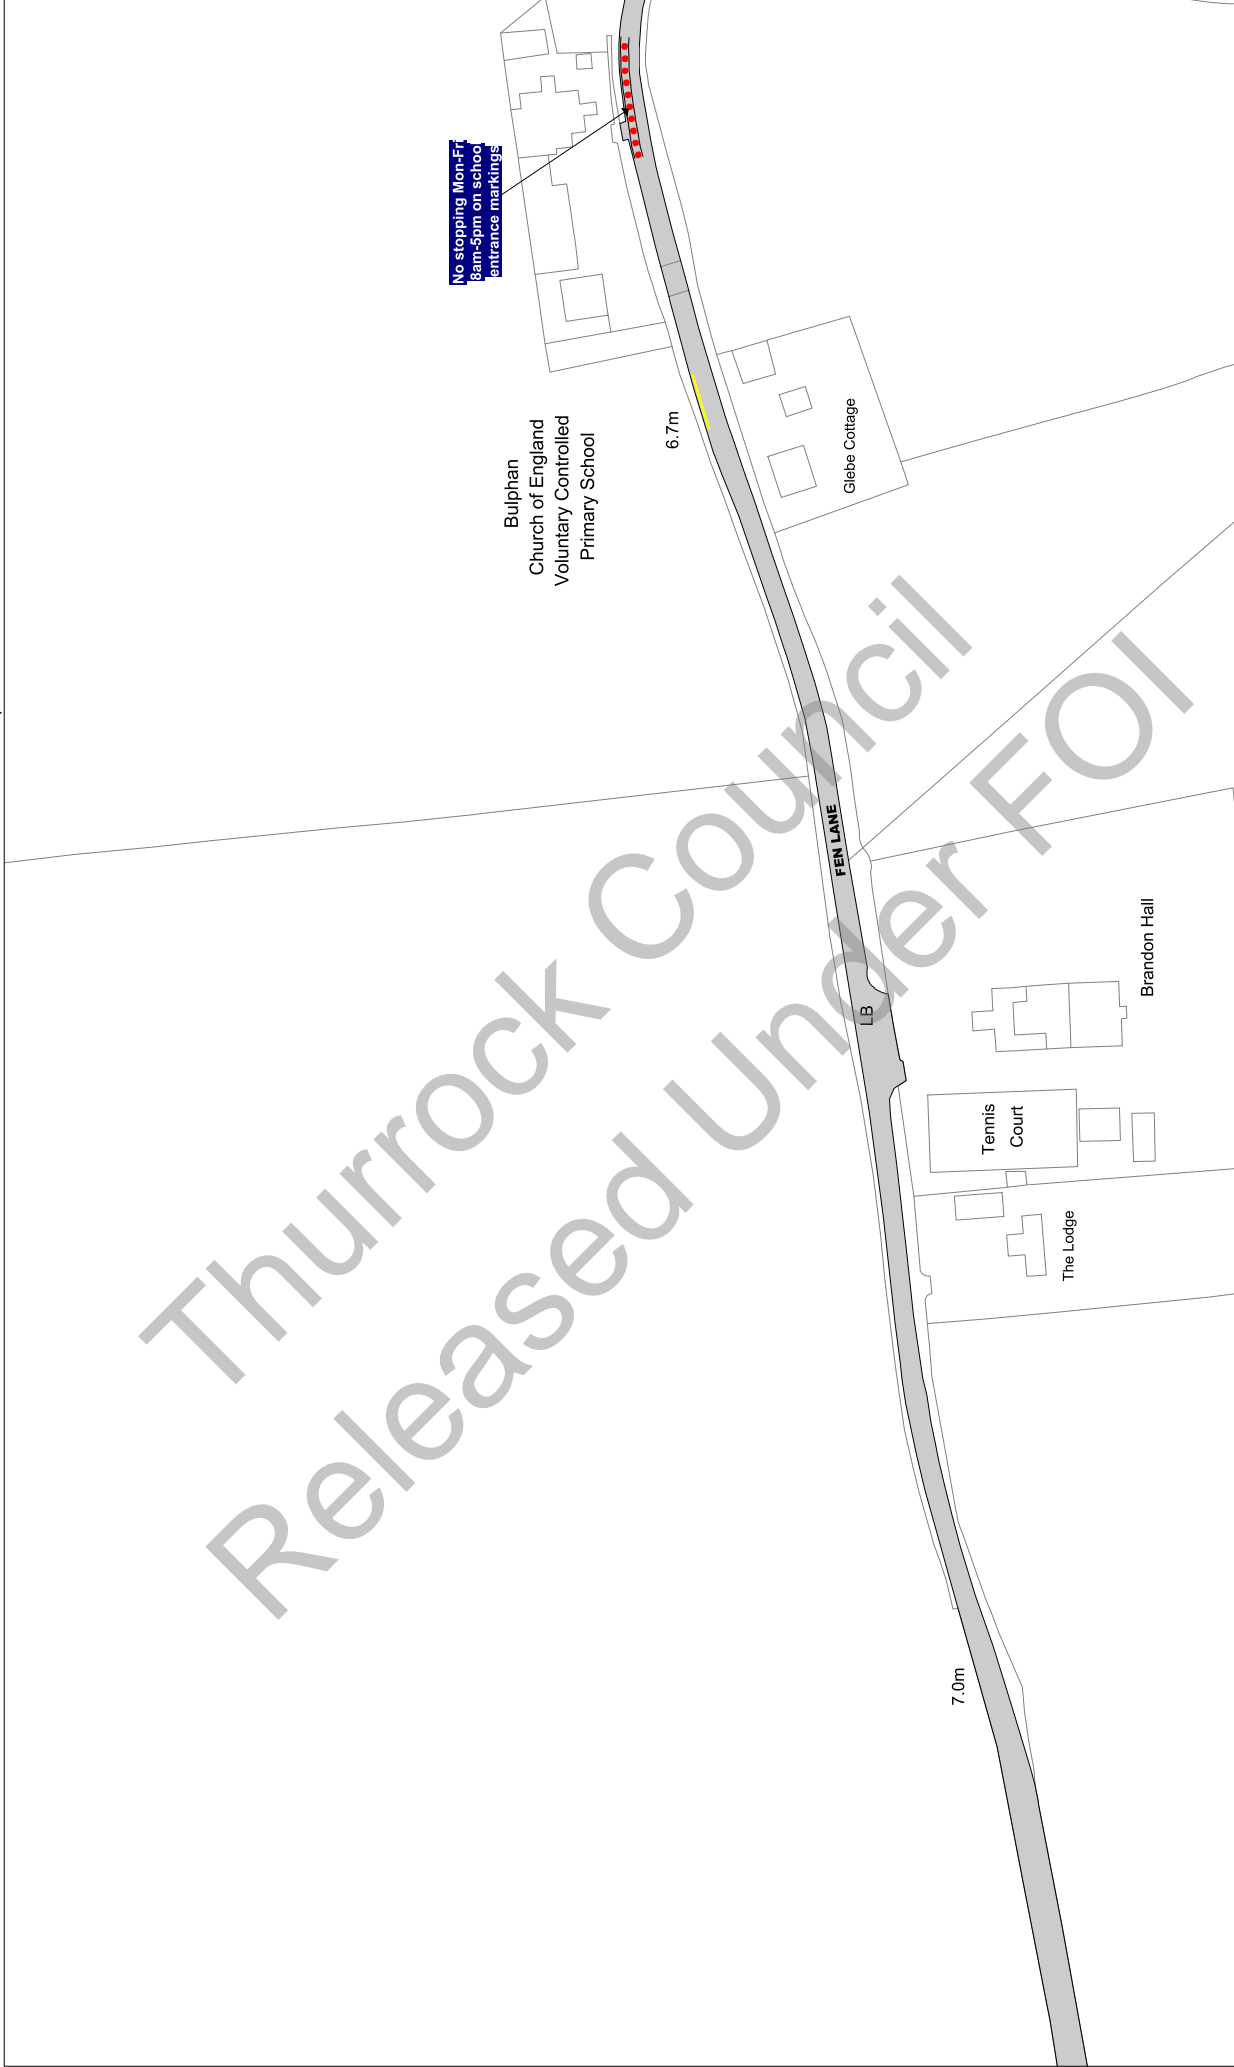 No stopping Mon-Fri
8am-5pm on school
entrance markings
Bulphan
Church of England
Voluntary Controlled
Primary School
6.7m
Glebe Cottage
FEN LANE
LB
Brandon Hall
Tennis
Court
The Lodge
7.0m
Thurrock Council
Released Under FOI